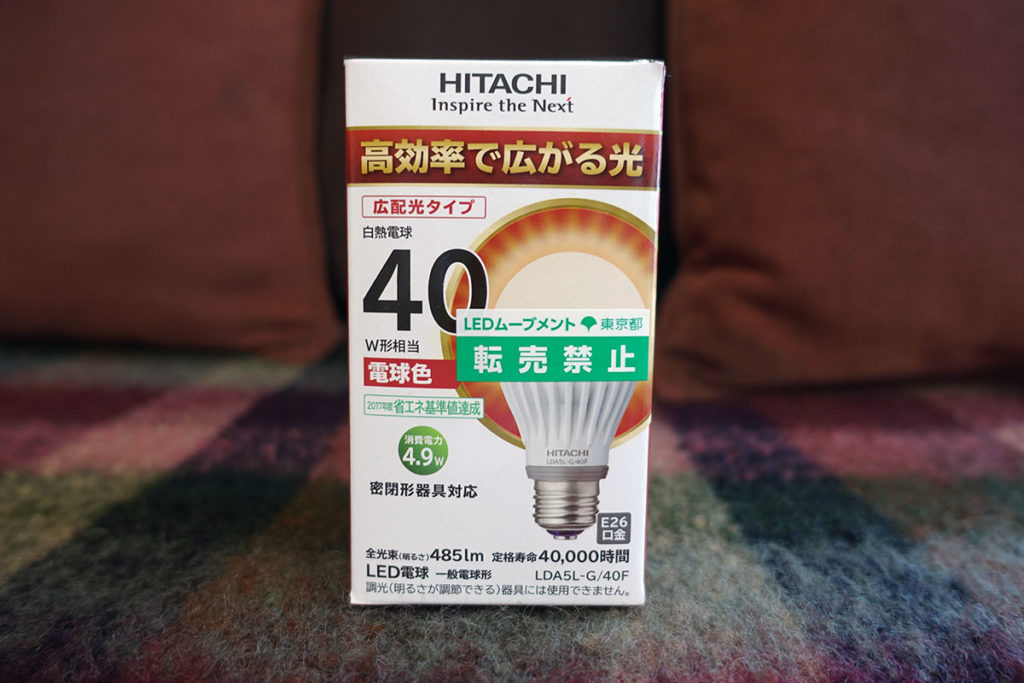 HITACHI
Inspire the Next
高効率で広がる光
広配光タイプ
白熱電球
40
W形相当
電球色
LEDムーブメント 東京都
転売禁止
2017年度省エネ基準値達成
消費電力
4.9W
密閉形器具対応
HITACHI
LDA5L-G/40F
E26
口金
全光束(明るさ)485lm 定格寿命40,000時間
LED電球 一般電球形 LDA5L-G/40F
調光(明るさが調節できる)器具には使用できません。